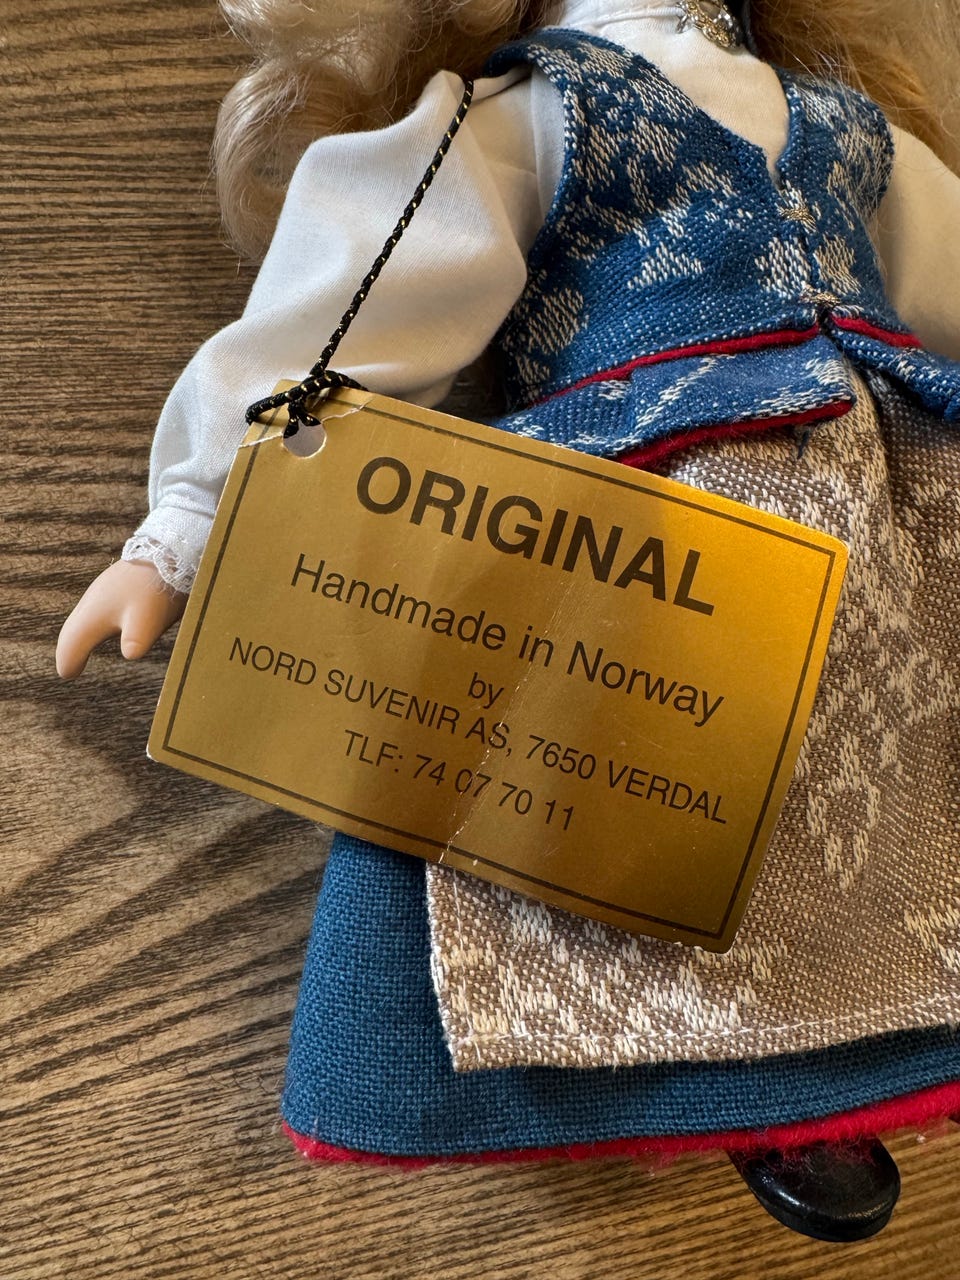 ORIGINAL
Handmade in Norway
by
NORD SUVENIR AS, 7650 VERDAL
TLF: 74 07 70 11